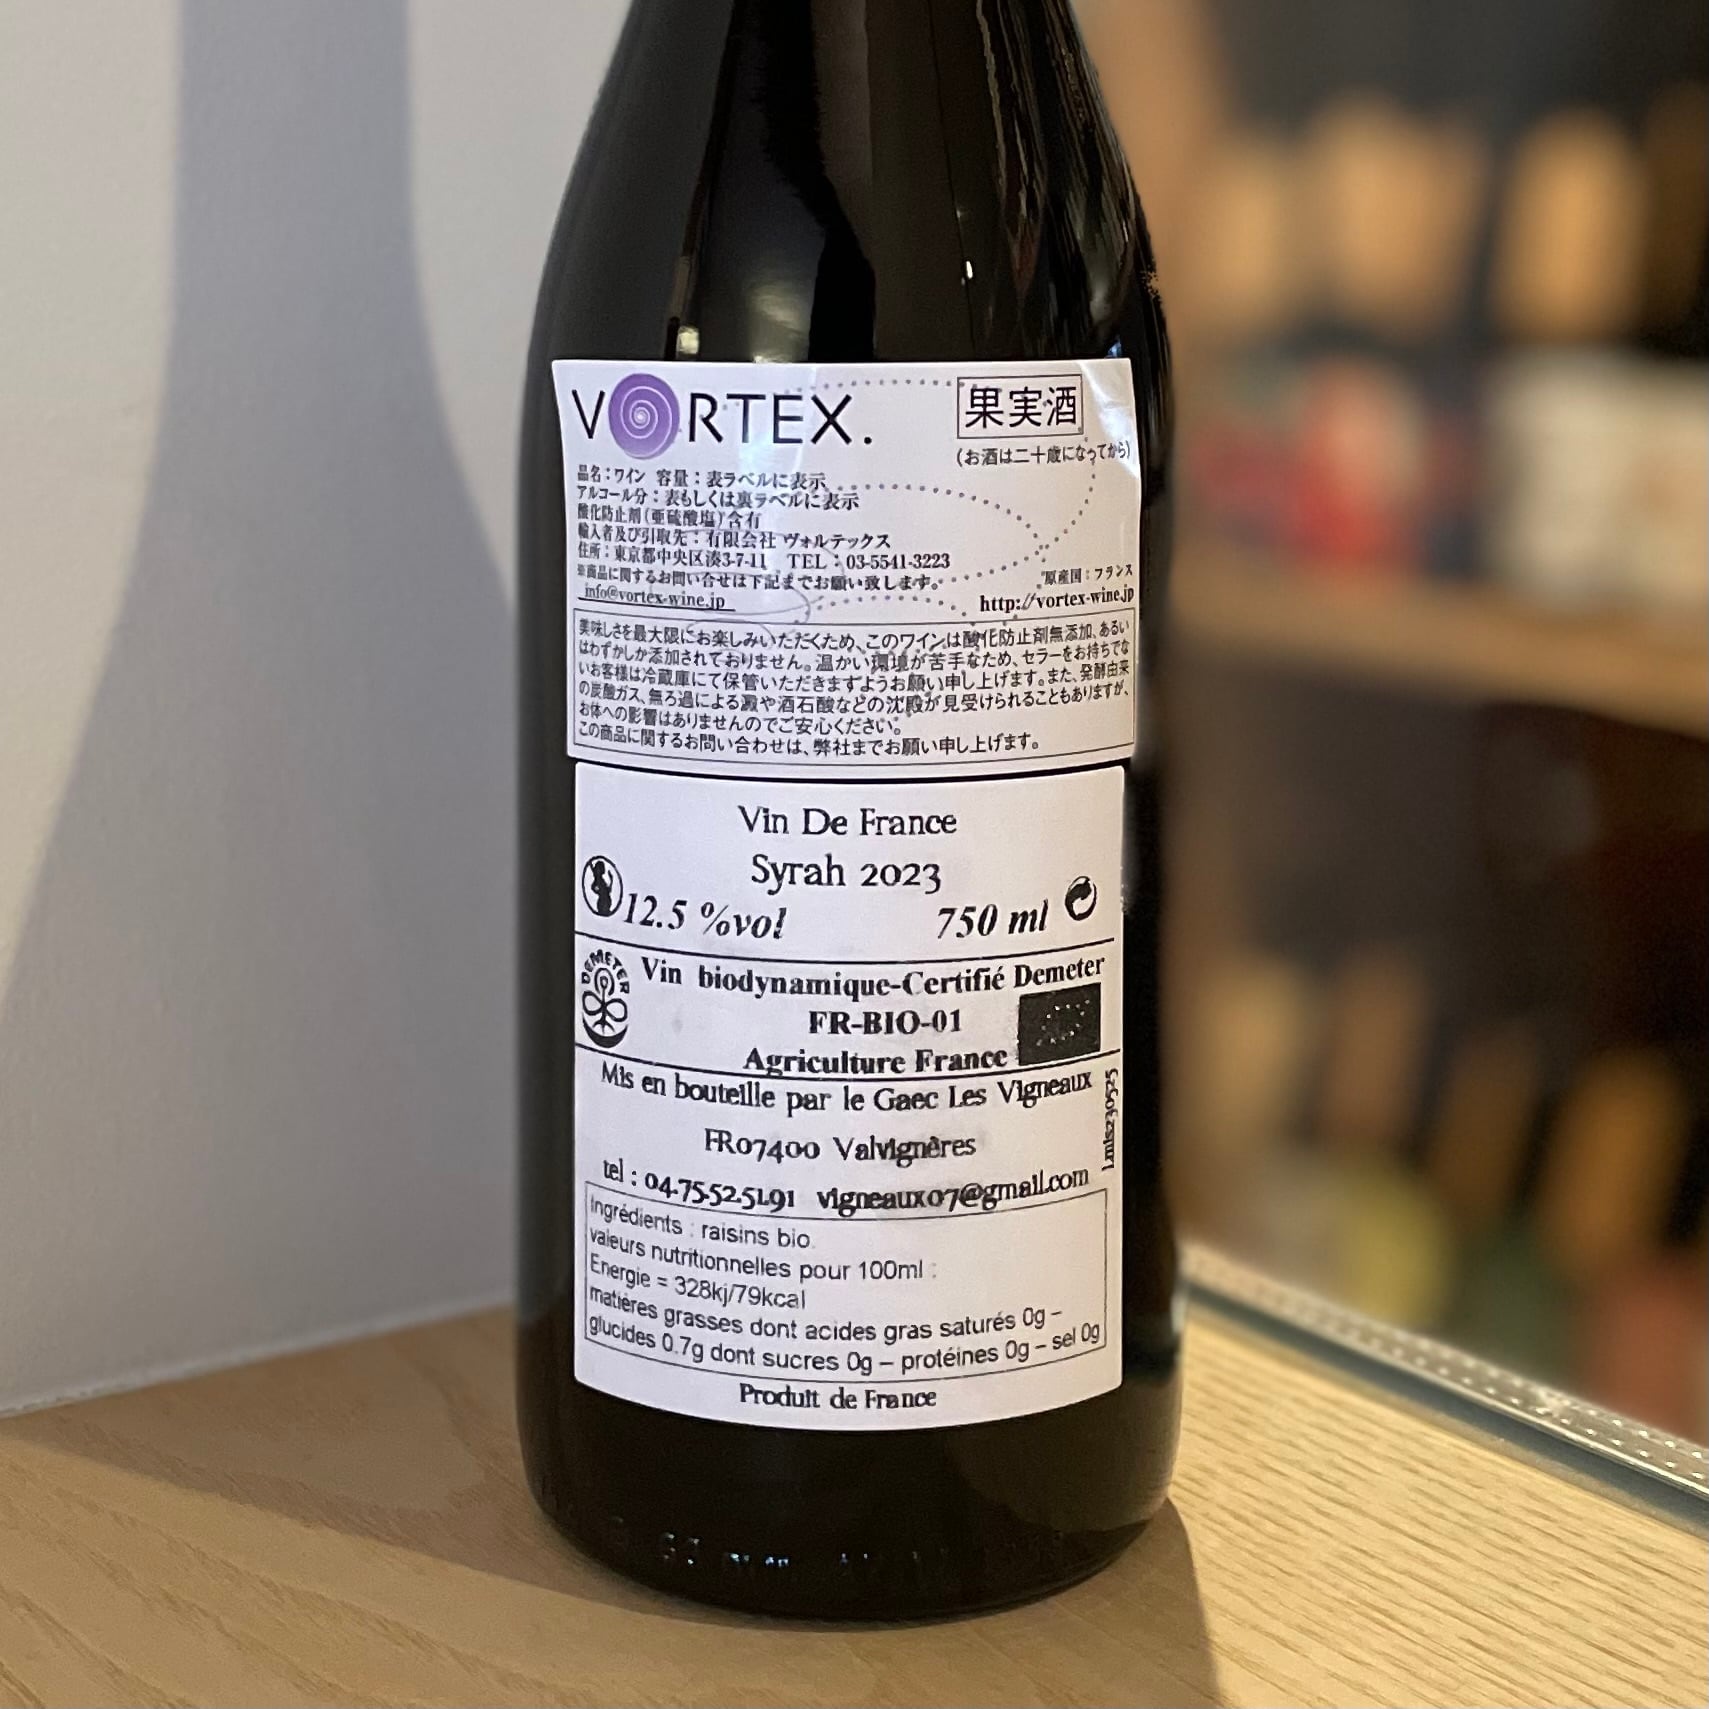 VORTEX.
果実酒
(お酒は二十歳になってから)
品名：ワイン 容量：表ラベルに表示
アルコール分：表もしくは裏ラベルに表示
酸化防止剤(亜硫酸塩)含有
輸入者及び引取先：有限会社 ヴォルテックス
住所：東京都中央区湊3-7-11 TEL：03-5541-3223
※商品に関するお問い合せは下記までお願い致します。
原産国：フランス
info@vortex-wine.jp
http://vortex-wine.jp
美味しさを最大限にお楽しみいただくため、このワインは酸化防止剤無添加、あるい
はわずかしか添加されておりません。温かい環境が苦手なため、セラーをお持ちでな
いお客様は冷蔵庫にて保管いただきますようお願い申し上げます。また、発酵由来
の炭酸ガス、無ろ過による澱や酒石酸などの沈殿が見受けられることもありますが、
お体への影響はありませんのでご安心ください。
この商品に関するお問い合わせは、弊社までお願い申し上げます。
Vin De France
Syrah 2023
12.5 %vol 750 ml
DEMETER
Vin biodynamique-Certifié Demeter
FR-BIO-01
Agriculture France
Mis en bouteille par le Gaec Les Vigneaux
FR07400 Valvignères
tel : 04.75.52.51.91 vigneaux07@gmail.com
Lmls230525
Ingrédients : raisins bio.
valeurs nutritionnelles pour 100ml :
Energie = 328kj/79kcal
matières grasses dont acides gras saturés 0g –
glucides 0.7g dont sucres 0g – protéines 0g – sel 0g
Produit de France